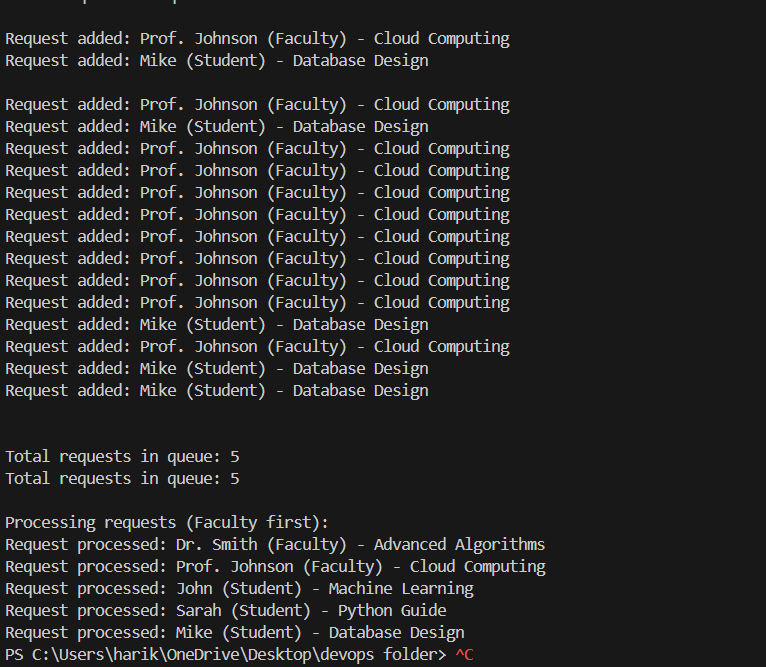 Request added: Prof. Johnson (Faculty) - Cloud Computing
Request added: Mike (Student) - Database Design
Request added: Prof. Johnson (Faculty) - Cloud Computing
Request added: Mike (Student) - Database Design
Request added: Prof. Johnson (Faculty) - Cloud Computing
Request added: Prof. Johnson (Faculty) - Cloud Computing
Request added: Prof. Johnson (Faculty) - Cloud Computing
Request added: Prof. Johnson (Faculty) - Cloud Computing
Request added: Prof. Johnson (Faculty) - Cloud Computing
Request added: Prof. Johnson (Faculty) - Cloud Computing
Request added: Prof. Johnson (Faculty) - Cloud Computing
Request added: Prof. Johnson (Faculty) - Cloud Computing
Request added: Mike (Student) - Database Design
Request added: Prof. Johnson (Faculty) - Cloud Computing
Request added: Mike (Student) - Database Design
Request added: Mike (Student) - Database Design
Total requests in queue: 5
Total requests in queue: 5
Processing requests (Faculty first):
Request processed: Dr. Smith (Faculty) - Advanced Algorithms
Request processed: Prof. Johnson (Faculty) - Cloud Computing
Request processed: John (Student) - Machine Learning
Request processed: Sarah (Student) - Python Guide
Request processed: Mike (Student) - Database Design
PS C:\Users\harik\OneDrive\Desktop\devops folder> ^C